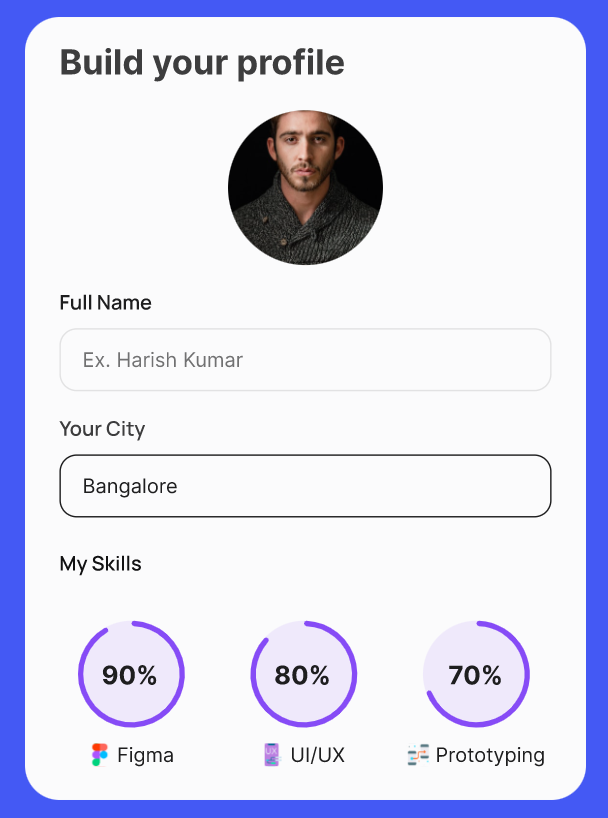 Build your profile
Full Name
Ex. Harish Kumar
Your City
Bangalore
My Skills
90% 80% 70%
Figma UX UI/UX Prototyping